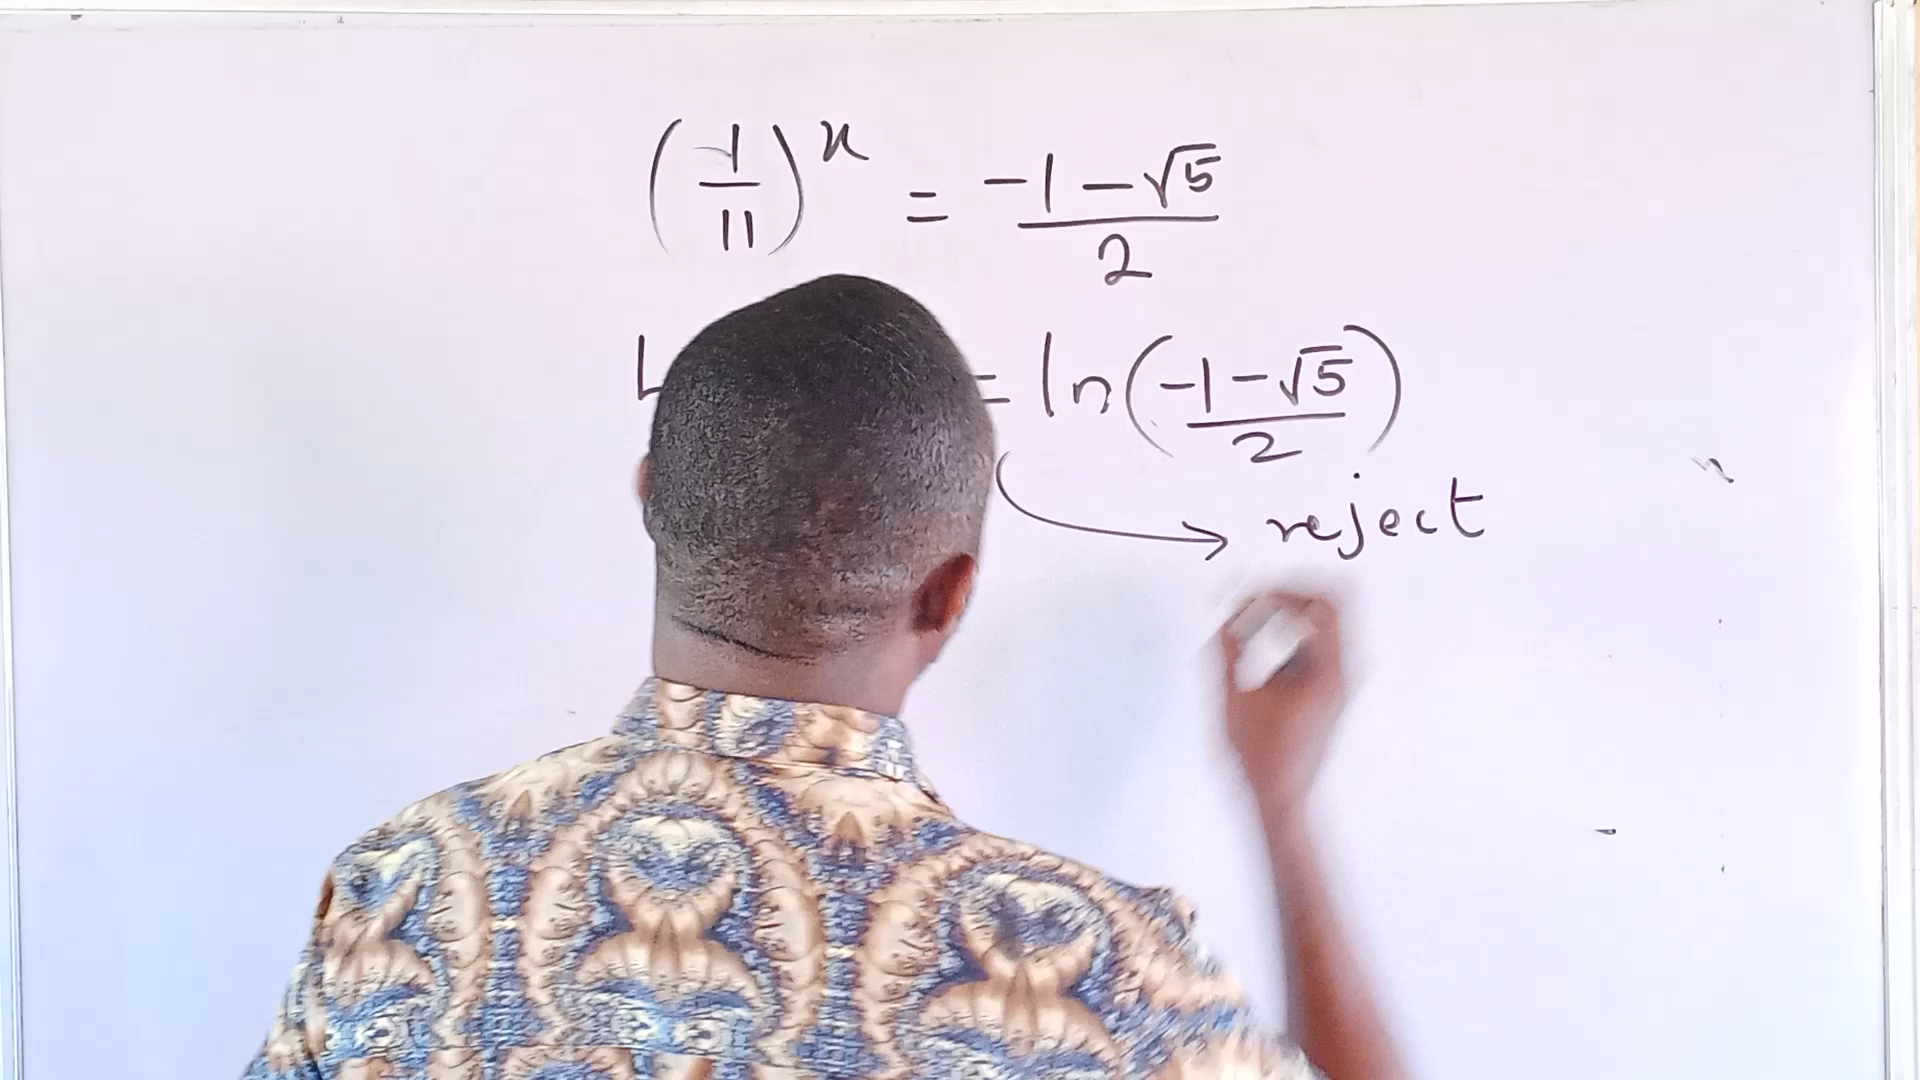 (1/11)^x = (-1-√5)/2
= ln((-1-√5)/2)
reject